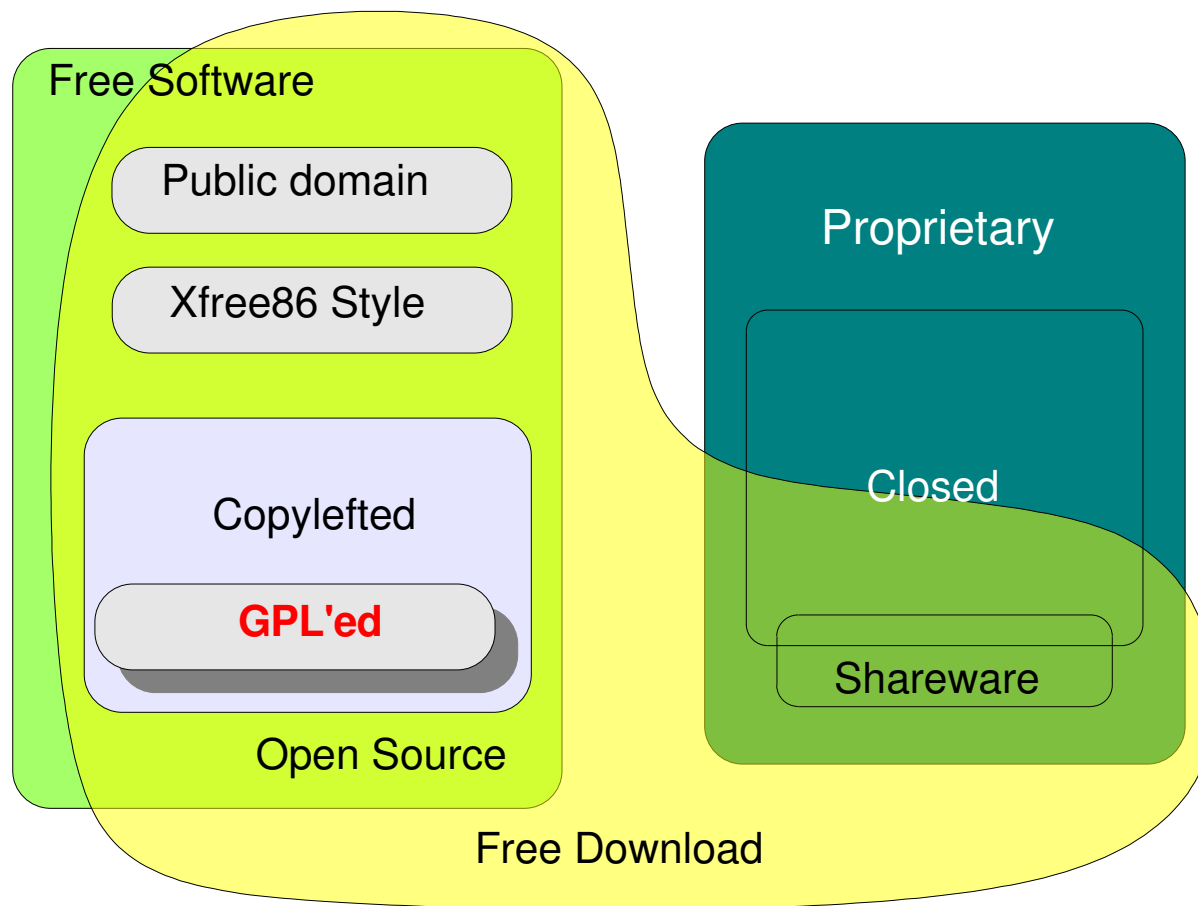 Free Software
Public domain
Xfree86 Style
Copylefted
GPL'ed
Open Source
Proprietary
Closed
Shareware
Free Download